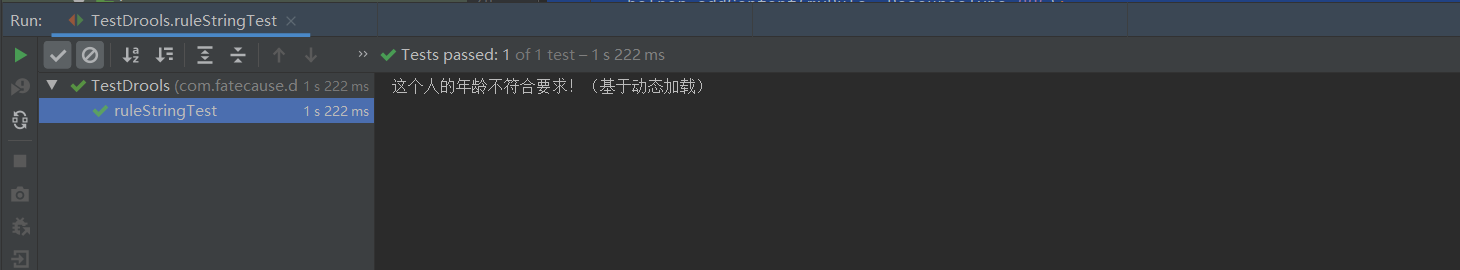 Run:
TestDrools.ruleStringTest
Tests passed: 1 of 1 test – 1 s 222 ms
TestDrools (com.fatecause.d 1 s 222 ms
ruleStringTest 1 s 222 ms
这个人的年龄不符合要求！（基于动态加载）